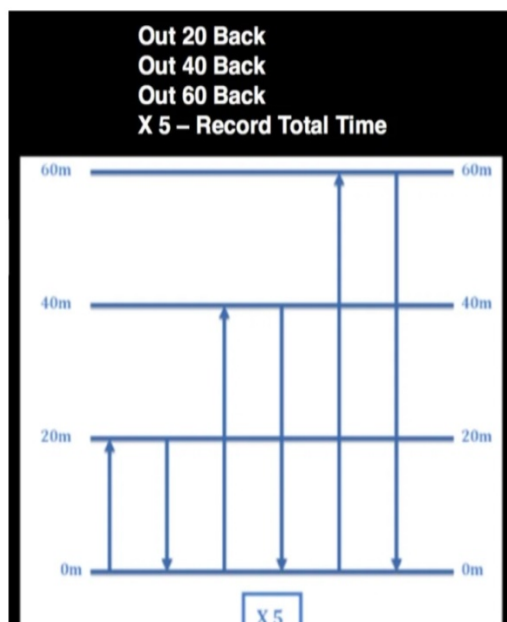 Out 20 Back
Out 40 Back
Out 60 Back
X 5 – Record Total Time
60m 60m
40m 40m
20m 20m
0m 0m
X 5